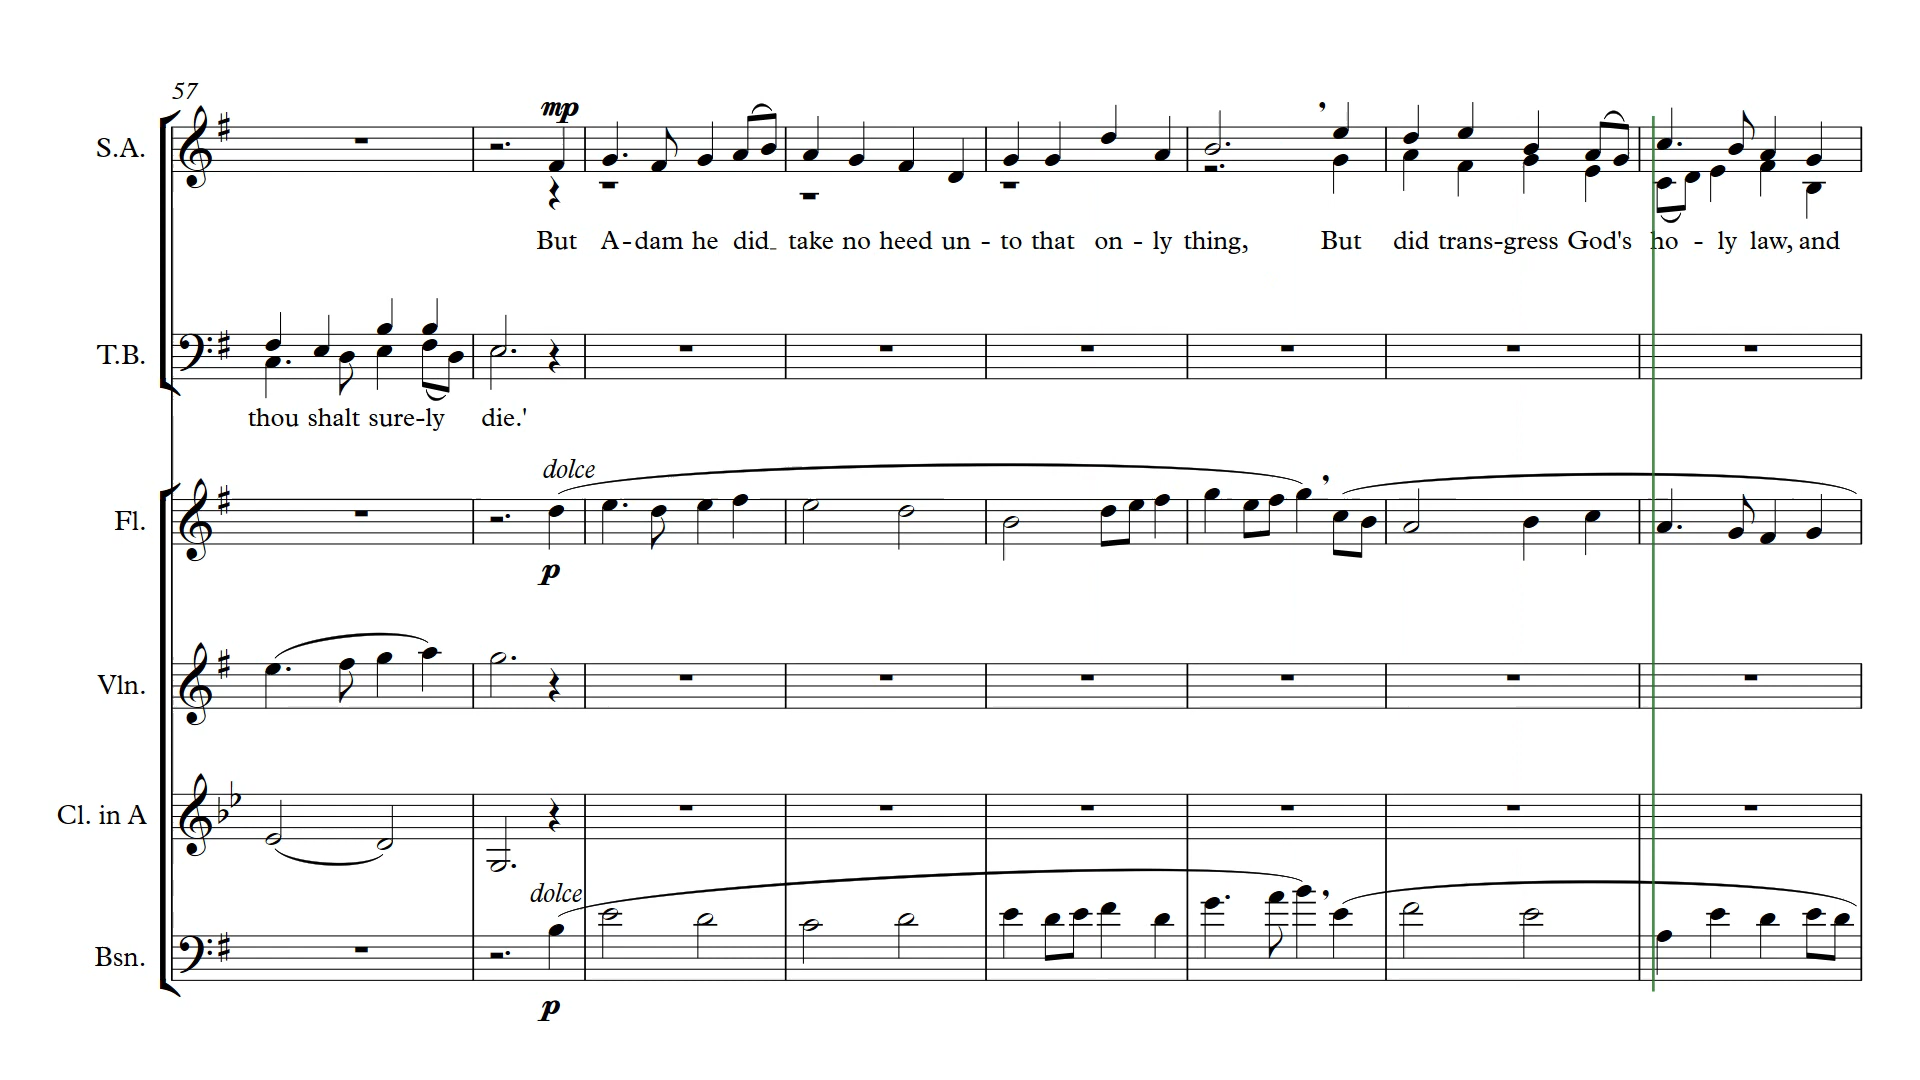 57
mp
S.A.
But A-dam he did_ take no heed un - to that on - ly thing, But did trans-gress God's ho - ly law, and
T.B.
thou shalt sure-ly die.'
dolce
Fl.
p
Vln.
Cl. in A
dolce
Bsn.
p